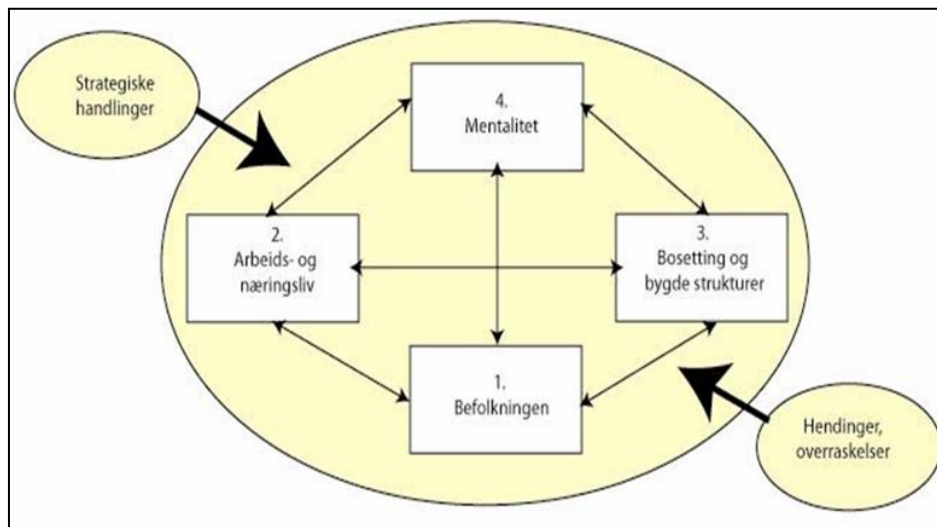 Strategiske
handlinger
4.
Mentalitet
2.
Arbeids- og
næringsliv
3.
Bosetting og
bygde strukturer
1.
Befolkningen
Hendinger,
overraskelser